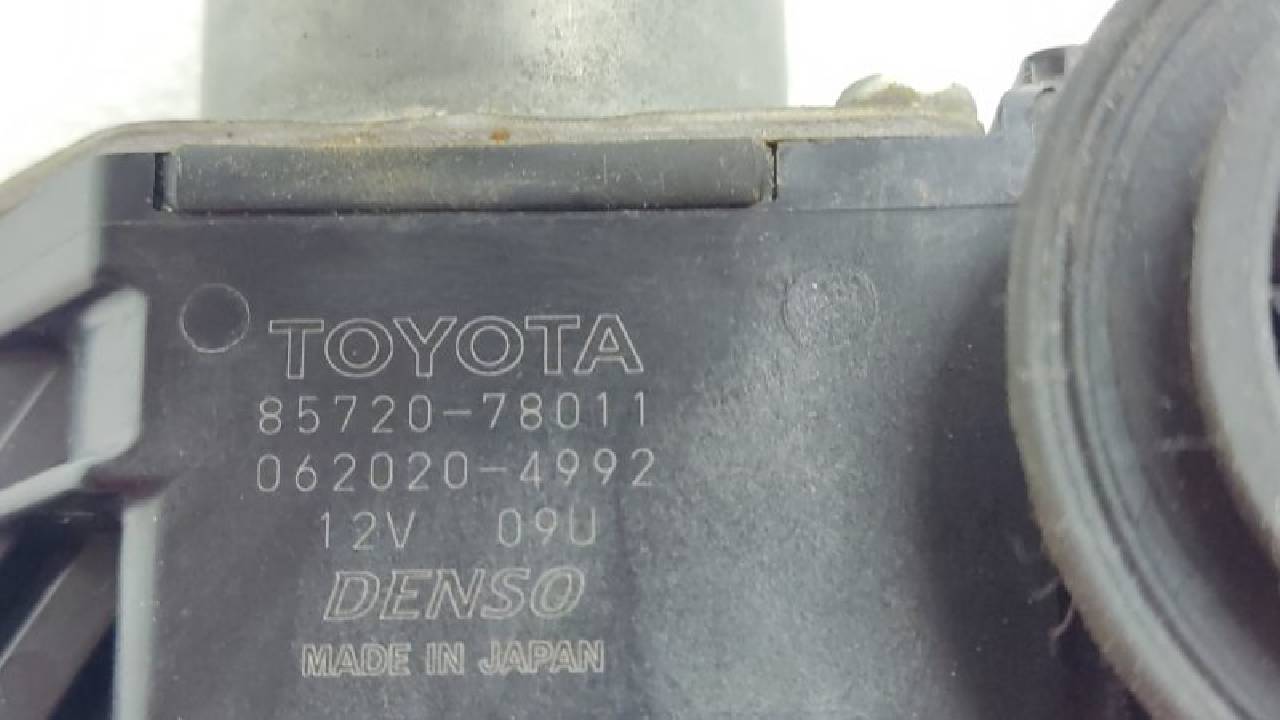 TOYOTA
85720-78011
062020-4992
12V 09U
DENSO
MADE IN JAPAN